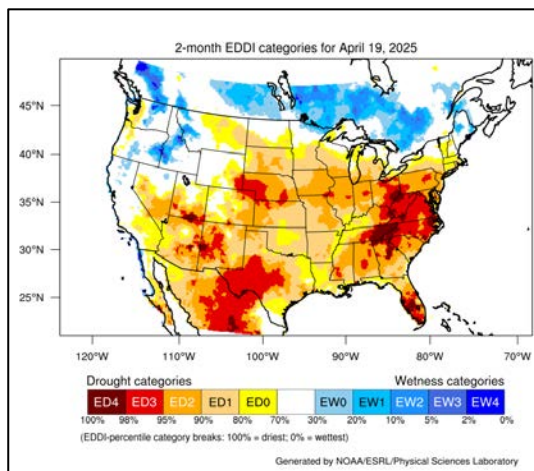 2-month EDDI categories for April 19, 2025
45°N
40°N
35°N
30°N
25°N
120°W 110°W 100°W 90°W 80°W 70°W
Drought categories Wetness categories
ED4 ED3 ED2 ED1 ED0 EW0 EW1 EW2 EW3 EW4
100% 98% 95% 90% 80% 70% 30% 20% 10% 5% 2% 0%
(EDDI-percentile category breaks: 100% = driest; 0% = wettest)
Generated by NOAA/ESRL/Physical Sciences Laboratory